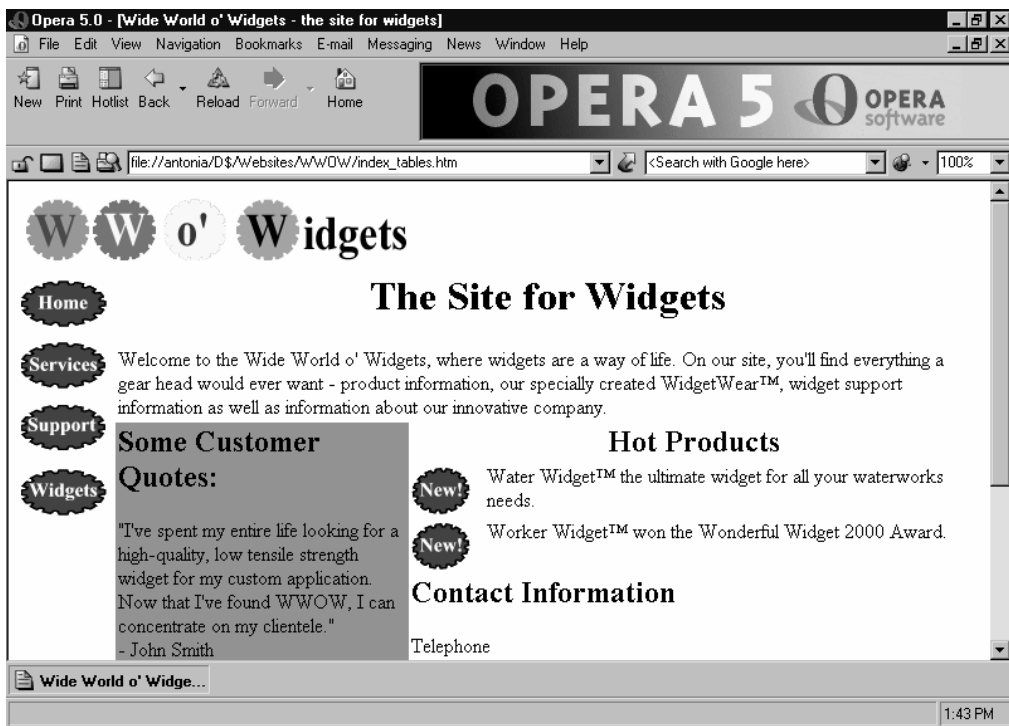 Opera 5.0 - [Wide World o' Widgets - the site for widgets]
File Edit View Navigation Bookmarks E-mail Messaging News Window Help
New Print Hotlist Back Reload Forward Home
OPERA 5 OPERA software
file://antonia/D$/Websites/WWOW/index_tables.htm <Search with Google here> 100%
W W o' Widgets
Home
The Site for Widgets
Services
Support
Widgets
Welcome to the Wide World o' Widgets, where widgets are a way of life. On our site, you'll find everything a
gear head would ever want - product information, our specially created WidgetWear™, widget support
information as well as information about our innovative company.
Some Customer
Quotes:
"I've spent my entire life looking for a
high-quality, low tensile strength
widget for my custom application.
Now that I've found WWOW, I can
concentrate on my clientele."
- John Smith
Hot Products
New! Water Widget™ the ultimate widget for all your waterworks
needs.
New! Worker Widget™ won the Wonderful Widget 2000 Award.
Contact Information
Telephone
Wide World o' Widge...
1:43 PM